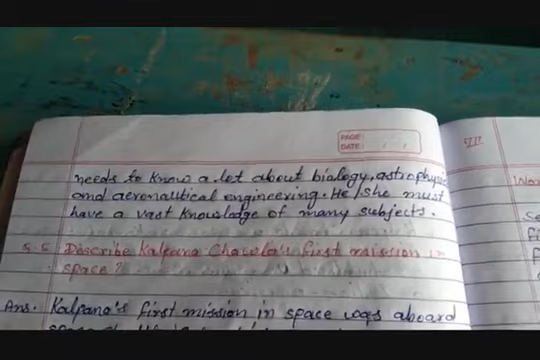 PAGE:
DATE: / /
needs to know a lot about biology, astrophysic
and aeronautical engineering. He/she must
have a vast knowledge of many subjects.
Q.5. Describe Kalpana Chawla's first mission in
space?
Ans. Kalpana's first mission in space was aboard